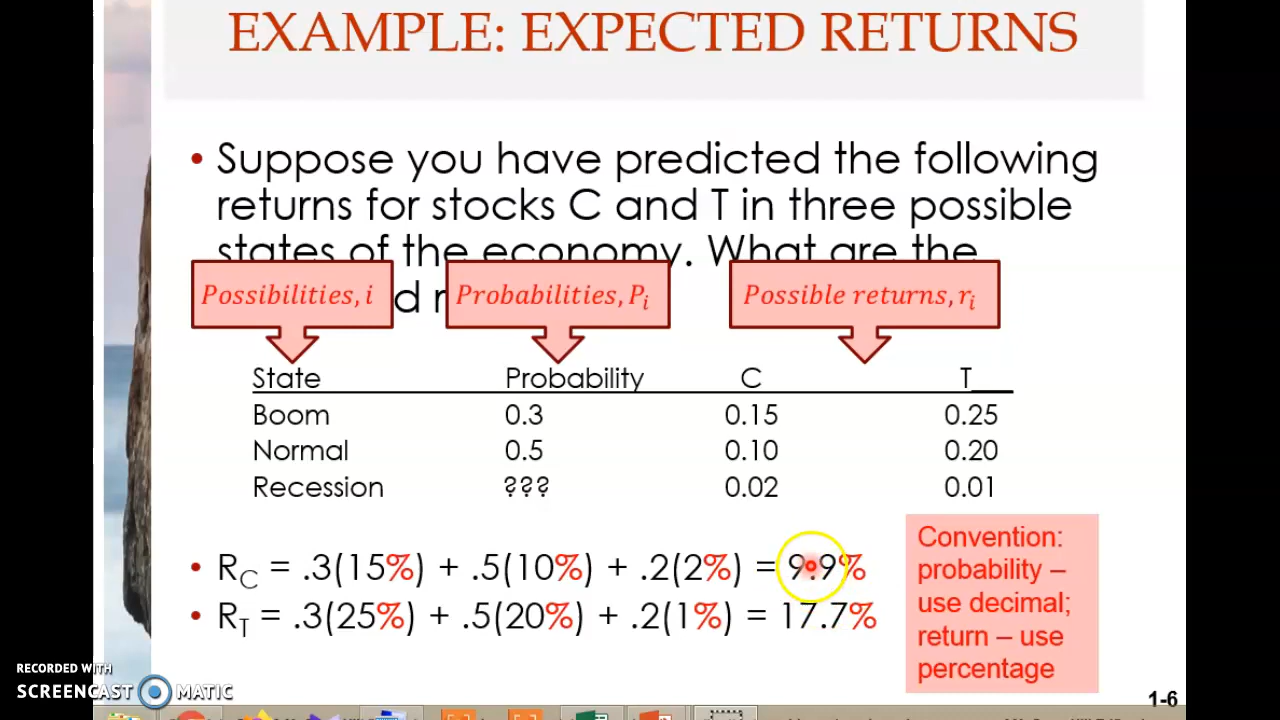 EXAMPLE: EXPECTED RETURNS
• Suppose you have predicted the following
returns for stocks C and T in three possible
states of the economy. What are the
Possibilities, i
Probabilities, Pi
Possible returns, ri
State Probability C T___
Boom 0.3 0.15 0.25
Normal 0.5 0.10 0.20
Recession ??? 0.02 0.01
• RC = .3(15%) + .5(10%) + .2(2%) = 9.9%
• RT = .3(25%) + .5(20%) + .2(1%) = 17.7%
Convention:
probability –
use decimal;
return – use
percentage
RECORDED WITH
SCREENCAST MATIC
1-6